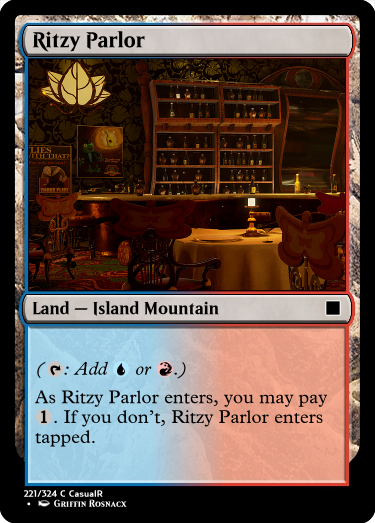 Ritzy Parlor
LIES
Land — Island Mountain
( : Add or .)
As Ritzy Parlor enters, you may pay
1 . If you don't, Ritzy Parlor enters
tapped.
221/324 C CasualR
• Griffin Rosnacx